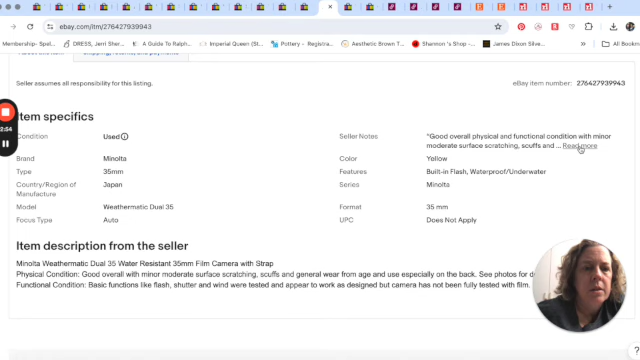 ebay.com/itm/276427939943
Membership- Spel... DRESS, Jerri Sherr... A Guide To Ralph... Imperial Queen (St... Pottery - Registra... Aesthetic Brown T... Shannon 's Shop -... James Dixon Silve... All Bookm
Seller assumes all responsibility for this listing.
eBay item number: 276427939943
Item specifics
Condition Used
Seller Notes "Good overall physical and functional condition with minor
moderate surface scratching, scuffs and ... Read more
Brand Minolta Color Yellow
Type 35mm Features Built-in Flash, Waterproof/Underwater
Country/Region of Manufacture Japan Series Minolta
Model Weathermatic Dual 35 Format 35 mm
Focus Type Auto UPC Does Not Apply
Item description from the seller
Minolta Weathermatic Dual 35 Water Resistant 35mm Film Camera with Strap
Physical Condition: Good overall with minor moderate surface scratching, scuffs and general wear from age and use especially on the back. See photos for d
Functional Condition: Basic functions like flash, shutter and wind were tested and appear to work as designed but camera has not been fully tested with film.
2:54